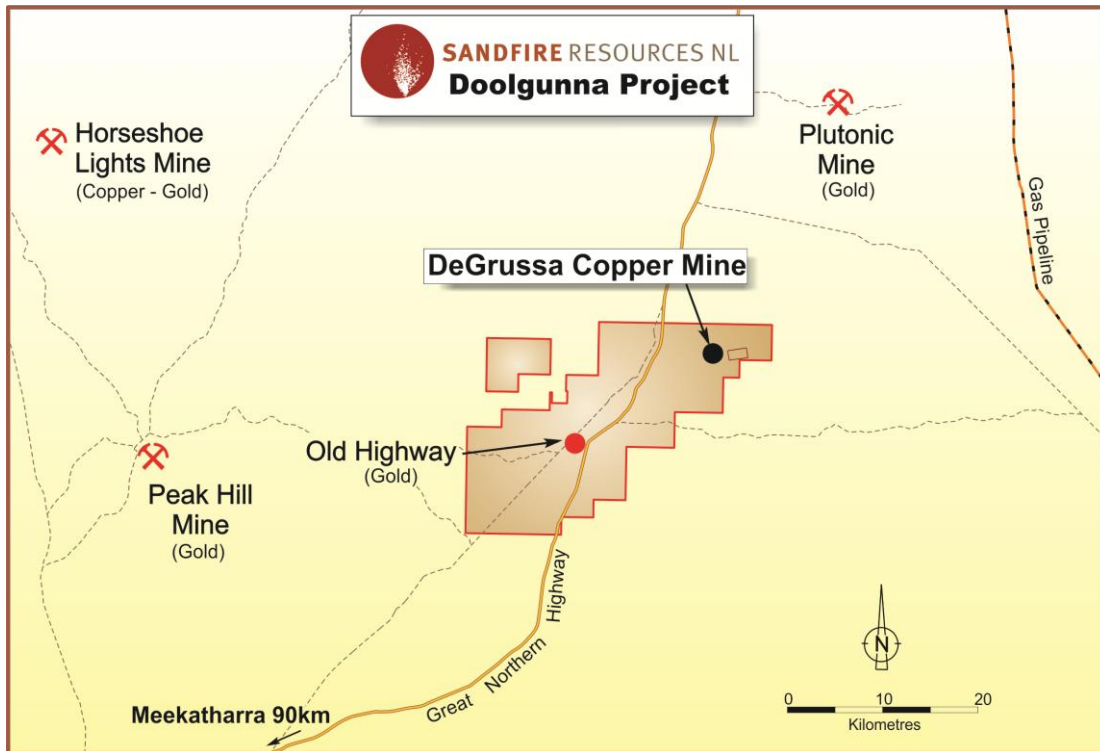 SANDFIRE RESOURCES NL
Doolgunna Project
Horseshoe
Lights Mine
(Copper - Gold)
Plutonic
Mine
(Gold)
Gas Pipeline
DeGrussa Copper Mine
Old Highway
(Gold)
Peak Hill
Mine
(Gold)
Great Northern Highway
Meekatharra 90km
N
0 10 20
Kilometres